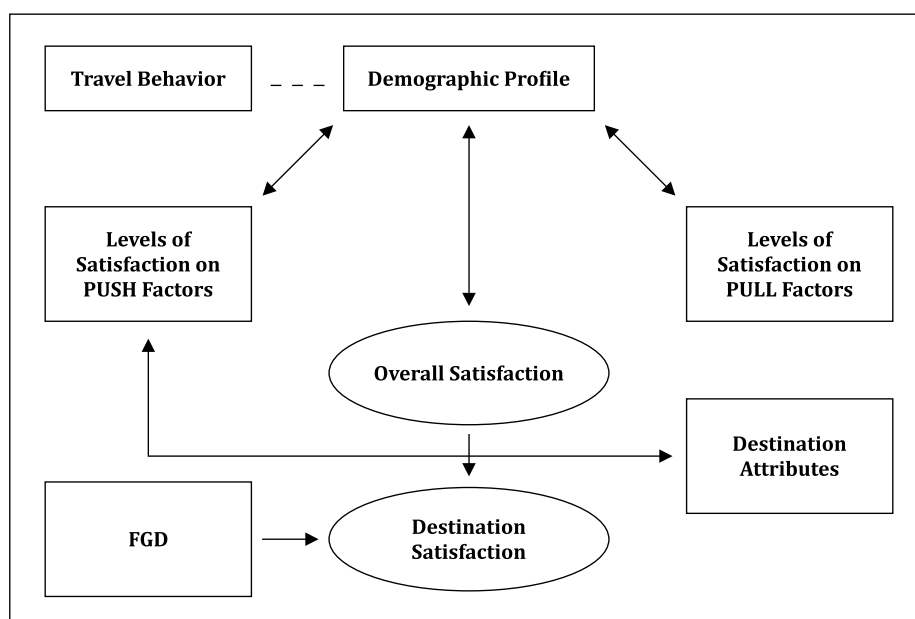 Travel Behavior
Demographic Profile
Levels of
Satisfaction on
PUSH Factors
Levels of
Satisfaction on
PULL Factors
Overall Satisfaction
Destination
Attributes
FGD
Destination
Satisfaction